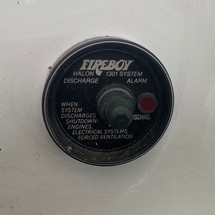 FIREBOY
HALON 1301 SYSTEM
DISCHARGE ALARM
WHEN
SYSTEM
DISCHARGES
SHUTDOWN
ENGINES,
ELECTRICAL SYSTEMS,
FORCED VENTILATION